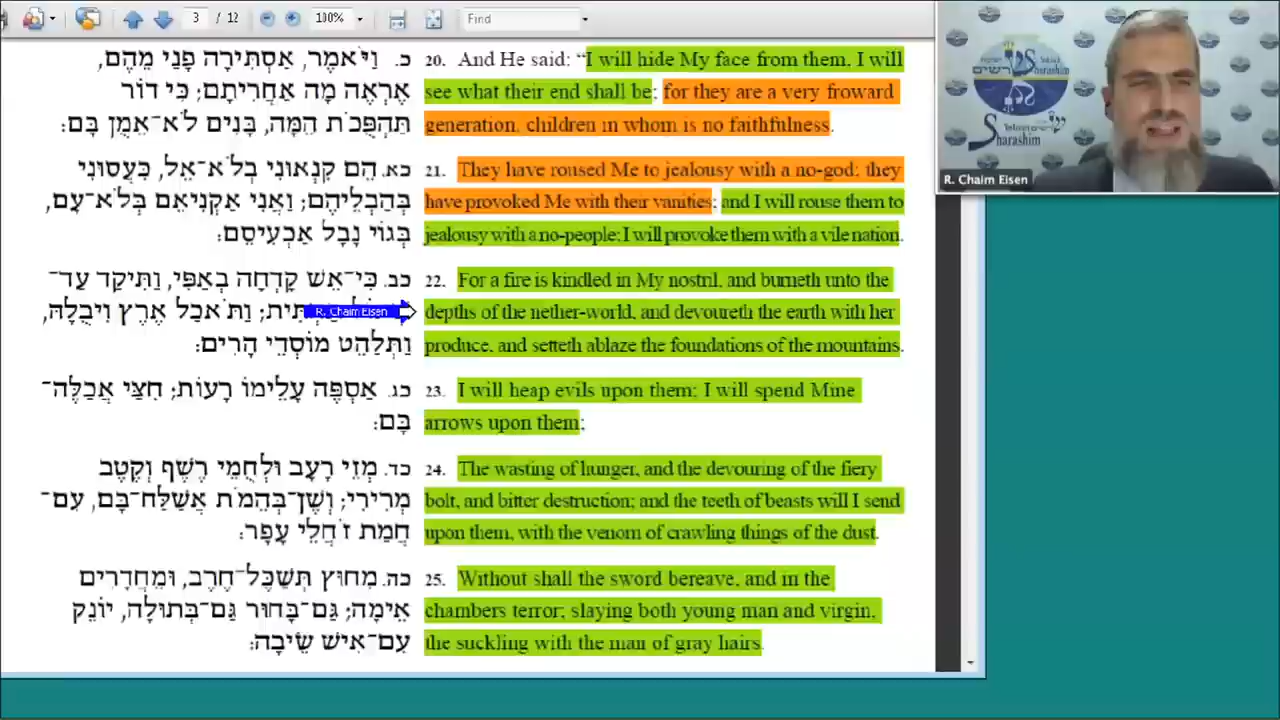 3 / 12
100%
Find
כ. וַיֹּאמֶר, אַסְתִּירָה פָנַי מֵהֶם,
אֶרְאֶה מָה אַחֲרִיתָם; כִּי דוֹר
תַּהְפֻּכֹת הֵמָּה, בָּנִים לֹא־אֵמֻן בָּם:
20. And He said: “I will hide My face from them, I will
see what their end shall be; for they are a very froward
generation, children in whom is no faithfulness.
כא. הֵם קִנְאוּנִי בְלֹא־אֵל, כִּעֲסוּנִי
בְּהַבְלֵיהֶם; וַאֲנִי אַקְנִיאֵם בְּלֹא־עָם,
בְּגוֹי נָבָל אַכְעִיסֵם:
21. They have roused Me to jealousy with a no-god; they
have provoked Me with their vanities; and I will rouse them to
jealousy with a no-people; I will provoke them with a vile nation.
כב. כִּי־אֵשׁ קָדְחָה בְאַפִּי, וַתִּיקַד עַד־
וַתֹּאכַל אֶרֶץ וִיבֻלָהּ,
וַתְּלַהֵט מוֹסְדֵי הָרִים:
22. For a fire is kindled in My nostril, and burneth unto the
depths of the nether-world, and devoureth the earth with her
produce, and setteth ablaze the foundations of the mountains.
R. Chaim Eisen
כג. אַסְפֶּה עָלֵימוֹ רָעוֹת; חִצַּי אֲכַלֶּה־
בָּם:
23. I will heap evils upon them; I will spend Mine
arrows upon them;
כד. מְזֵי רָעָב וּלְחֻמֵי רֶשֶׁף וְקֶטֶב
מְרִירִי; וְשֶׁן־בְּהֵמֹת אֲשַׁלַּח־בָּם, עִם־
חֲמַת זֹחֲלֵי עָפָר:
24. The wasting of hunger, and the devouring of the fiery
bolt, and bitter destruction; and the teeth of beasts will I send
upon them, with the venom of crawling things of the dust.
כה. מִחוּץ תְּשַׁכֶּל־חֶרֶב, וּמֵחֲדָרִים
אֵימָה; גַּם־בָּחוּר גַּם־בְּתוּלָה, יוֹנֵק
עִם־אִישׁ שֵׂיבָה:
25. Without shall the sword bereave, and in the
chambers terror; slaying both young man and virgin,
the suckling with the man of gray hairs.
Sharashim
R. Chaim Eisen